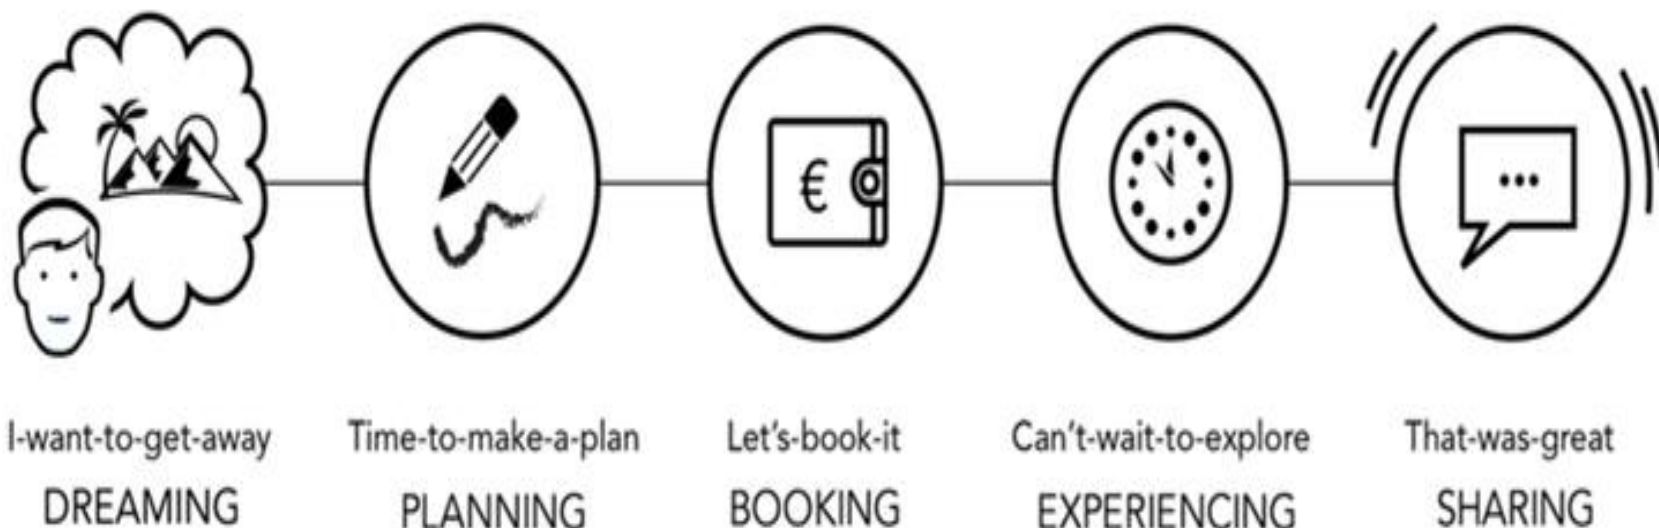 €
I-want-to-get-away
DREAMING
Time-to-make-a-plan
PLANNING
Let's-book-it
BOOKING
Can't-wait-to-explore
EXPERIENCING
That-was-great
SHARING